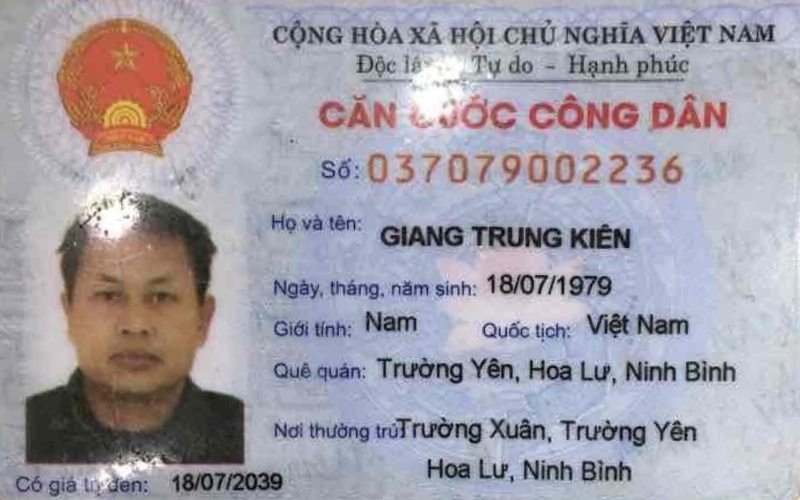 CỘNG HÒA XÃ HỘI CHỦ NGHĨA VIỆT NAM
Độc Tự do - Hạnh phúc
CĂN CƯỚC CÔNG DÂN
Số: 037079002236
Họ và tên: GIANG TRUNG KIÊN
Ngày, tháng, năm sinh: 18/07/1979
Giới tính: Nam Quốc tịch: Việt Nam
Quê quán: Trường Yên, Hoa Lư, Ninh Bình
Nơi thường trú: Trường Xuân, Trường Yên
Hoa Lư, Ninh Bình
Có giá trị đến: 18/07/2039